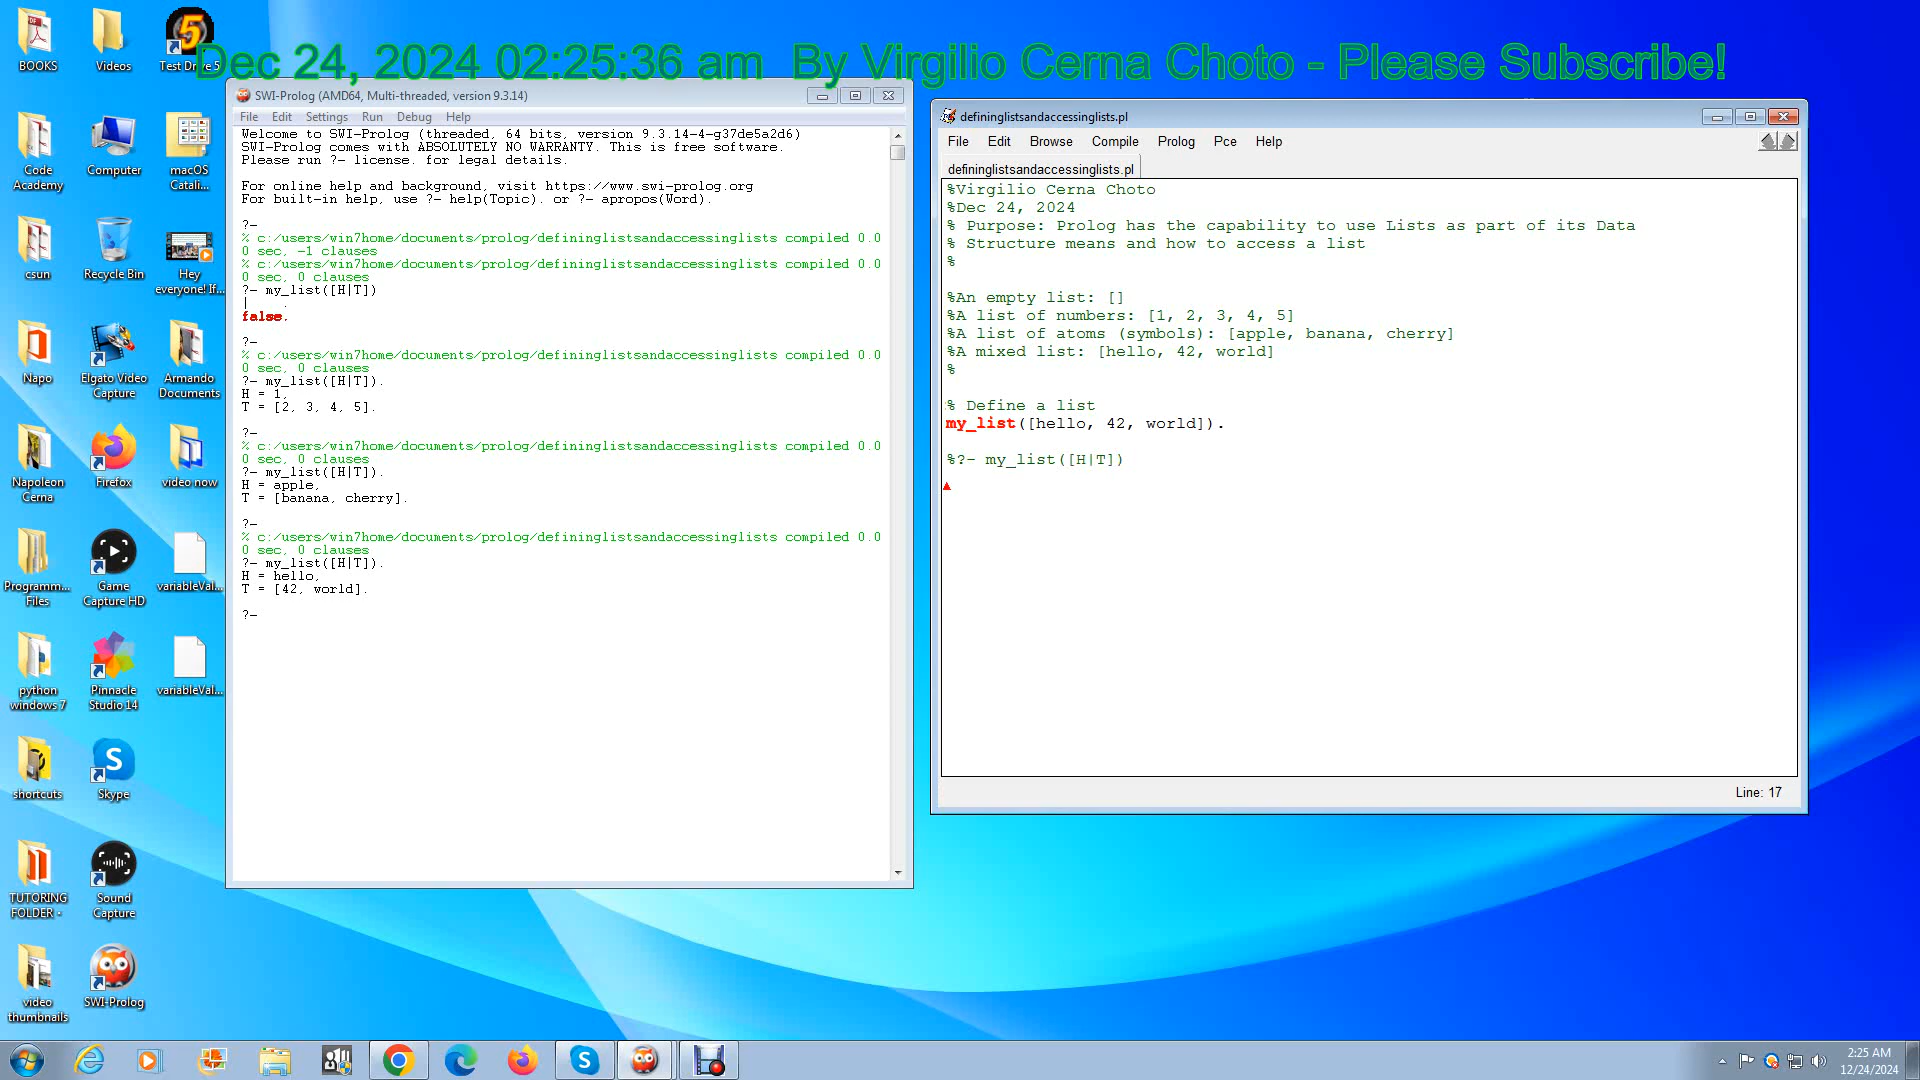 Dec 24, 2024 02:25:36 am  By Virgilio Cerna Choto - Please Subscribe!
BOOKS
Videos
Test Drive 5
Code Academy
Computer
macOS Catali...
csun
Recycle Bin
Hey everyone! If...
Napo
Elgato Video Capture
Armando Documents
Napoleon Cerna
Firefox
video now
Programm... Files
Game Capture HD
variableVal...
python windows 7
Pinnacle Studio 14
variableVal...
shortcuts
Skype
TUTORING FOLDER -
Sound Capture
video thumbnails
SWI-Prolog
SWI-Prolog (AMD64, Multi-threaded, version 9.3.14)
File Edit Settings Run Debug Help
Welcome to SWI-Prolog (threaded, 64 bits, version 9.3.14-4-g37de5a2d6)
SWI-Prolog comes with ABSOLUTELY NO WARRANTY. This is free software.
Please run ?- license. for legal details.
For online help and background, visit https://www.swi-prolog.org
For built-in help, use ?- help(Topic). or ?- apropos(Word).
?-
% c:/users/win7home/documents/prolog/defininglistsandaccessinglists compiled 0.0
0 sec, -1 clauses
% c:/users/win7home/documents/prolog/defininglistsandaccessinglists compiled 0.0
0 sec, 0 clauses
?- my_list([H|T])
|    .
false.
?-
% c:/users/win7home/documents/prolog/defininglistsandaccessinglists compiled 0.0
0 sec, 0 clauses
?- my_list([H|T]).
H = 1,
T = [2, 3, 4, 5].
?-
% c:/users/win7home/documents/prolog/defininglistsandaccessinglists compiled 0.0
0 sec, 0 clauses
?- my_list([H|T]).
H = apple,
T = [banana, cherry].
?-
% c:/users/win7home/documents/prolog/defininglistsandaccessinglists compiled 0.0
0 sec, 0 clauses
?- my_list([H|T]).
H = hello,
T = [42, world].
?-
defininglistsandaccessinglists.pl
File Edit Browse Compile Prolog Pce Help
defininglistsandaccessinglists.pl
%Virgilio Cerna Choto
%Dec 24, 2024
% Purpose: Prolog has the capability to use Lists as part of its Data
% Structure means and how to access a list
%
%An empty list: []
%A list of numbers: [1, 2, 3, 4, 5]
%A list of atoms (symbols): [apple, banana, cherry]
%A mixed list: [hello, 42, world]
%
% Define a list
my_list([hello, 42, world]).
%?- my_list([H|T])
Line: 17
2:25 AM
12/24/2024